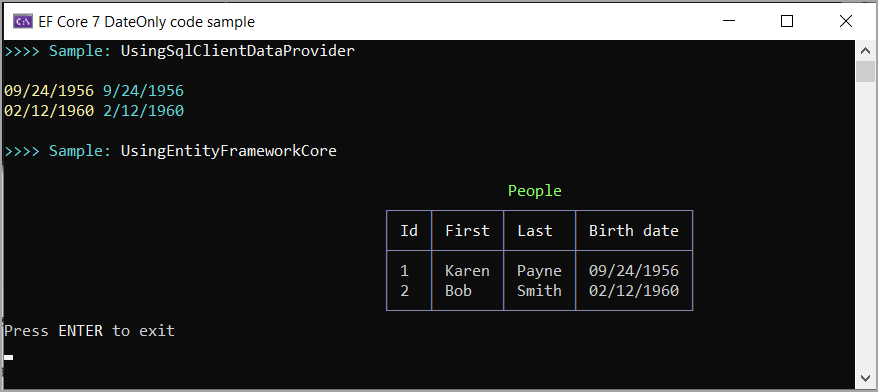 EF Core 7 DateOnly code sample
>>>> Sample: UsingSqlClientDataProvider
09/24/1956 9/24/1956
02/12/1960 2/12/1960
>>>> Sample: UsingEntityFrameworkCore
People
Id First Last Birth date
1 Karen Payne 09/24/1956
2 Bob Smith 02/12/1960
Press ENTER to exit